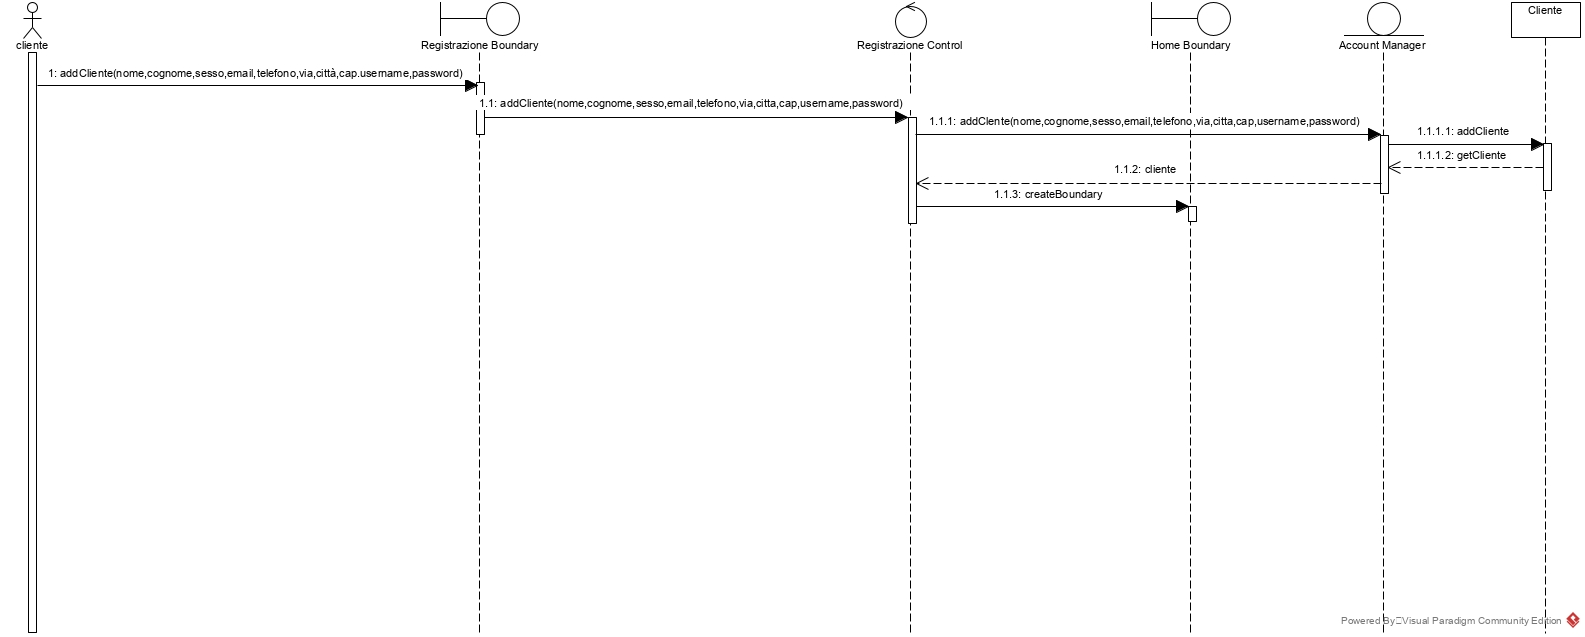 cliente
Registrazione Boundary
Registrazione Control
Home Boundary
Account Manager
Cliente
1: addCliente(nome,cognome,sesso,email,telefono,via,città,cap.username,password)
1.1: addCliente(nome,cognome,sesso,email,telefono,via,citta,cap,username,password)
1.1.1: addClente(nome,cognome,sesso,email,telefono,via,citta,cap,username,password)
1.1.1.1: addCliente
1.1.1.2: getCliente
1.1.2: cliente
1.1.3: createBoundary
Powered By Visual Paradigm Community Edition